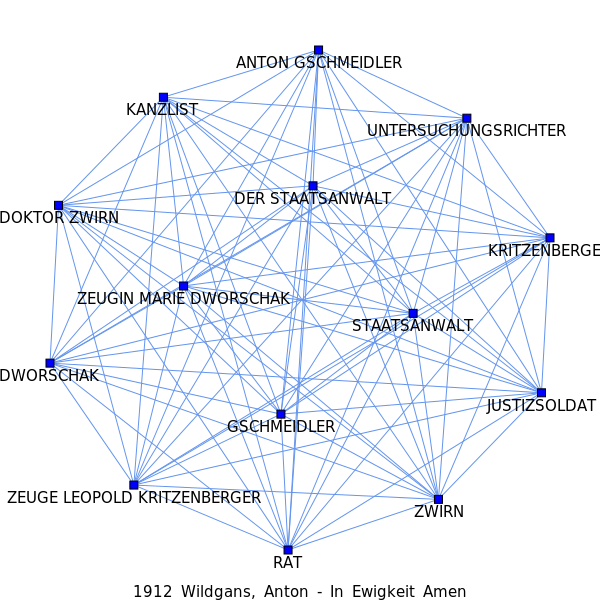 ANTON GSCHMEIDLER
KANZLIST
UNTERSUCHUNGSRICHTER
DER STAATSANWALT
DOKTOR ZWIRN
KRITZENBERGE
ZEUGIN MARIE DWORSCHAK
STAATSANWALT
DWORSCHAK
JUSTIZSOLDAT
GSCHMEIDLER
ZEUGE LEOPOLD KRITZENBERGER
ZWIRN
RAT
1912 Wildgans, Anton - In Ewigkeit Amen